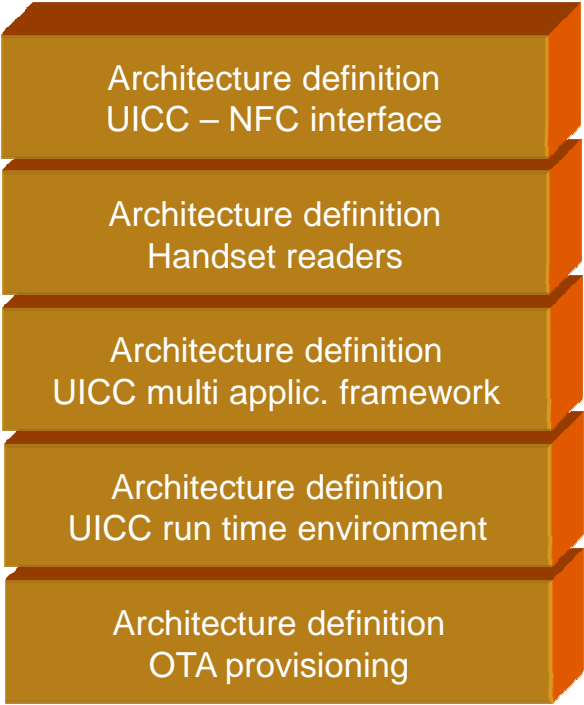 Architecture definition
UICC – NFC interface
Architecture definition
Handset readers
Architecture definition
UICC multi applic. framework
Architecture definition
UICC run time environment
Architecture definition
OTA provisioning